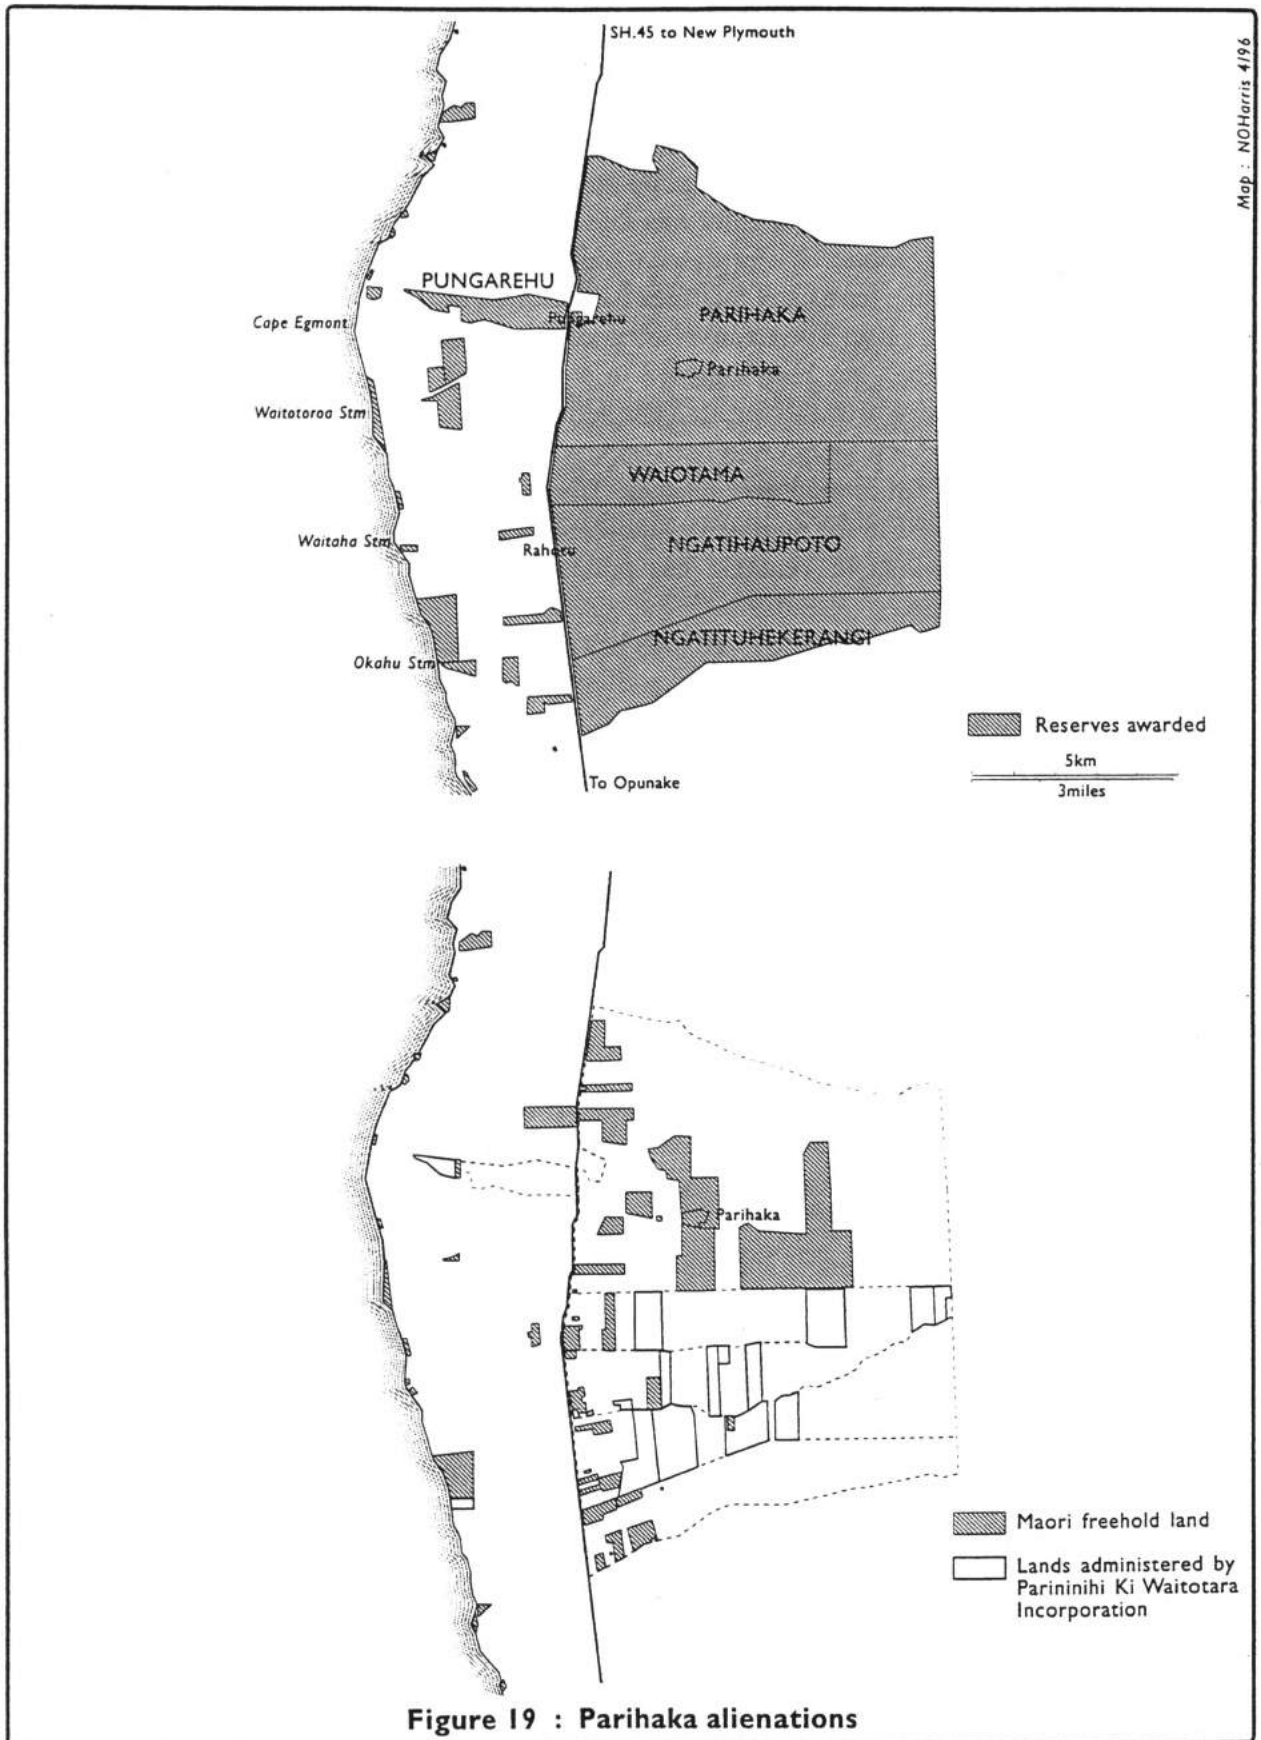 SH.45 to New Plymouth
Map : NOHarris 4/96
PUNGAREHU
Cape Egmont
Pungarehu
PARIHAKA
Parihaka
Waitotoroa Stm
WAIOTAMA
Waitaha Stm
Rahotu
NGATIHAUPOTO
NGATITUHEKERANGI
Okahu Stm
Reserves awarded
5km
3miles
To Opunake
Parihaka
Maori freehold land
Lands administered by
Parininihi Ki Waitotara
Incorporation
Figure 19 : Parihaka alienations